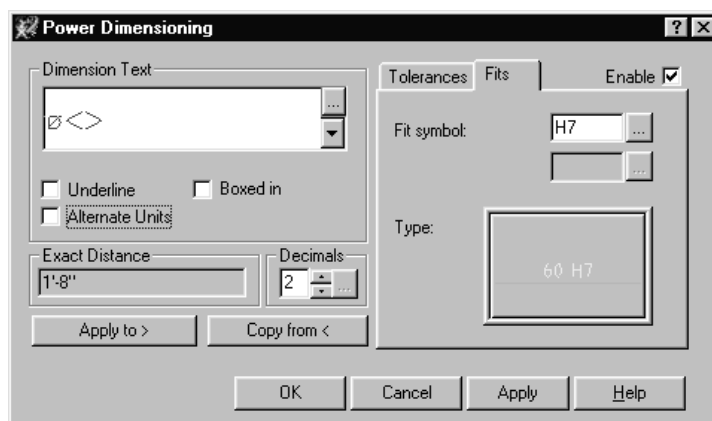 Power Dimensioning
Dimension Text
Ø<>
...
Underline
Boxed in
Alternate Units
Exact Distance
1'-8"
Decimals
2
...
Apply to >
Copy from <
Tolerances
Fits
Enable
Fit symbol:
H7
...
...
Type:
60 H7
OK
Cancel
Apply
Help